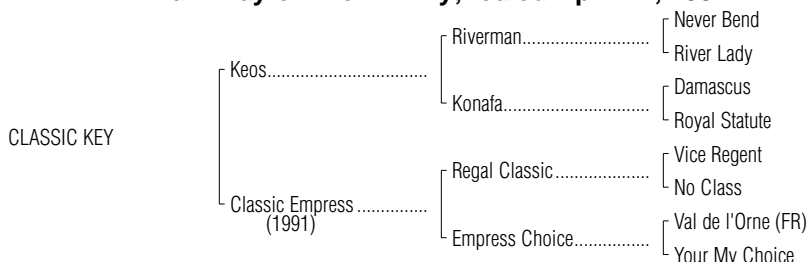 Never Bend
Riverman
River Lady
Keos
Damascus
Konafa
Royal Statute
CLASSIC KEY
Vice Regent
Regal Classic
No Class
Classic Empress
(1991)
Val de l'Orne (FR)
Empress Choice
Your My Choice